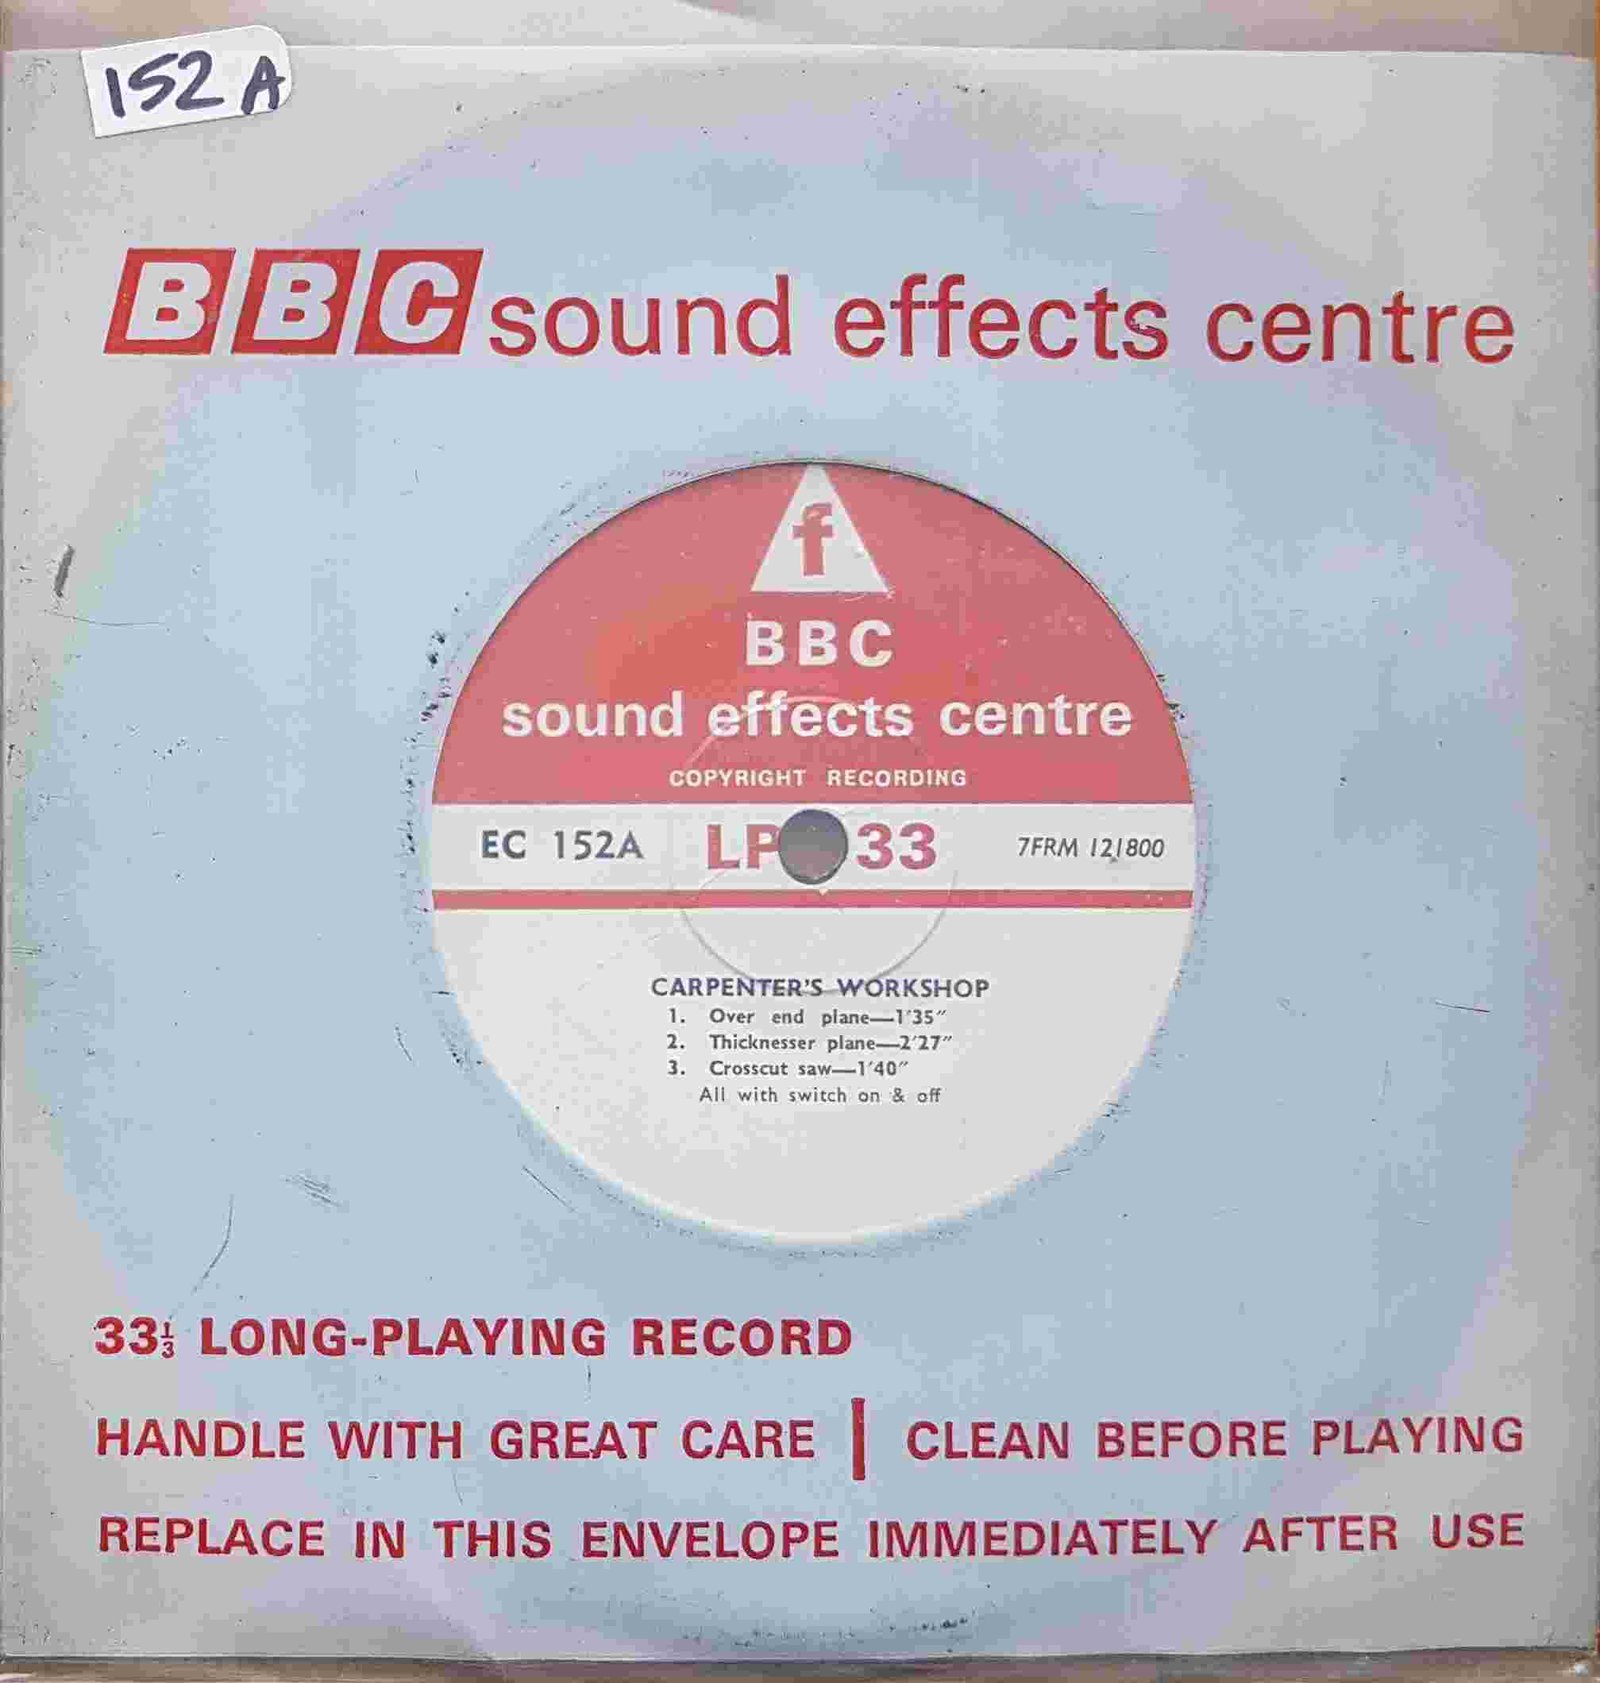 152 A
BBC sound effects centre
f
BBC
sound effects centre
COPYRIGHT RECORDING
EC 152A LP 33 7FRM 12/800
CARPENTER'S WORKSHOP
1. Over end plane—1'35"
2. Thicknesser plane—2'27"
3. Crosscut saw—1'40"
All with switch on & off
33⅓ LONG-PLAYING RECORD
HANDLE WITH GREAT CARE | CLEAN BEFORE PLAYING
REPLACE IN THIS ENVELOPE IMMEDIATELY AFTER USE